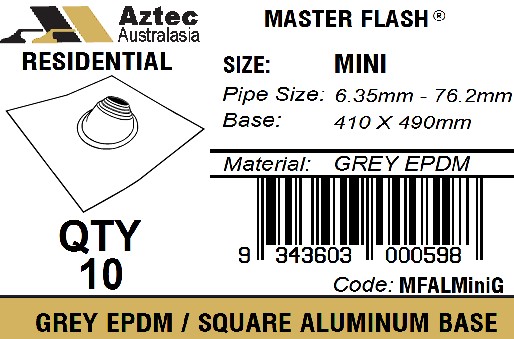 Aztec
Australasia
MASTER FLASH®
RESIDENTIAL
SIZE: MINI
Pipe Size: 6.35mm - 76.2mm
Base: 410 X 490mm
Material: GREY EPDM
QTY
10
9 343603 000598
Code: MFALMiniG
GREY EPDM / SQUARE ALUMINUM BASE